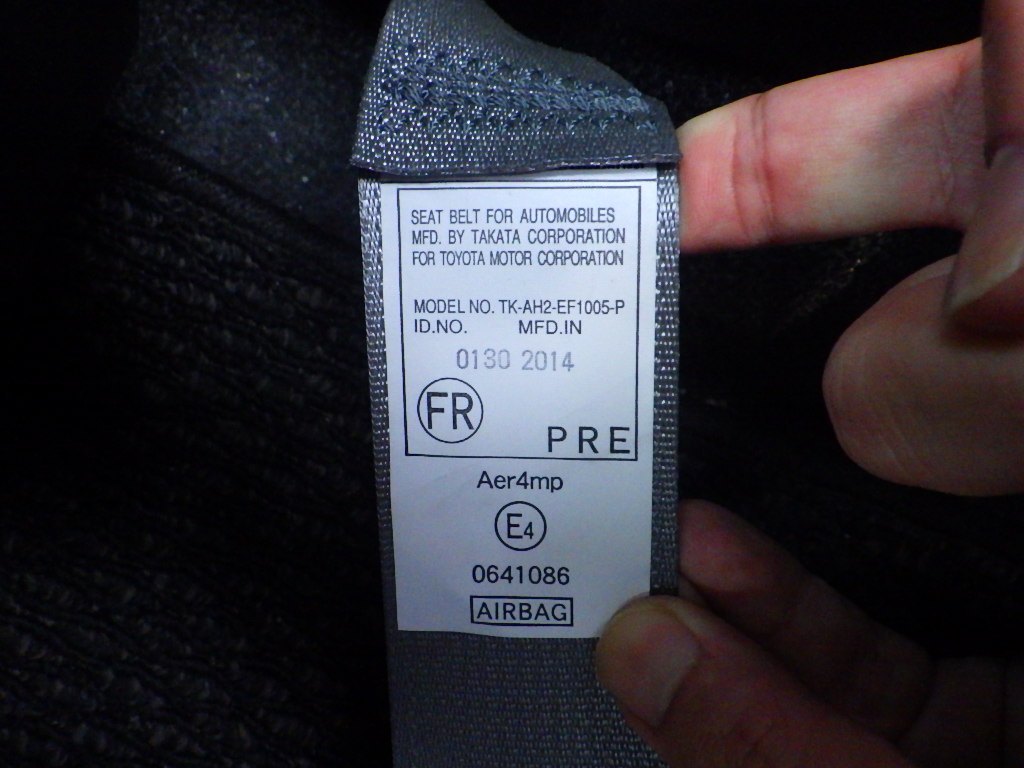 SEAT BELT FOR AUTOMOBILES
MFD. BY TAKATA CORPORATION
FOR TOYOTA MOTOR CORPORATION
MODEL NO. TK-AH2-EF1005-P
ID.NO. MFD.IN
0130 2014
FR
PRE
Aer4mp
E4
0641086
AIRBAG